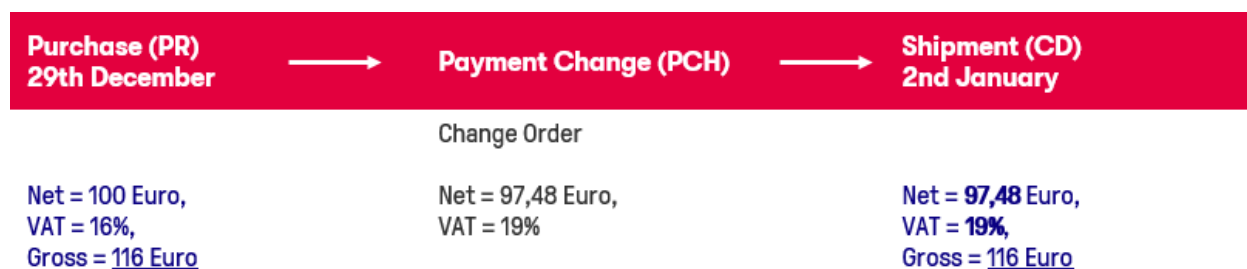 Purchase (PR)
29th December
Payment Change (PCH)
Shipment (CD)
2nd January
Change Order
Net = 100 Euro,
VAT = 16%,
Gross = 116 Euro
Net = 97,48 Euro,
VAT = 19%
Net = 97,48 Euro,
VAT = 19%,
Gross = 116 Euro